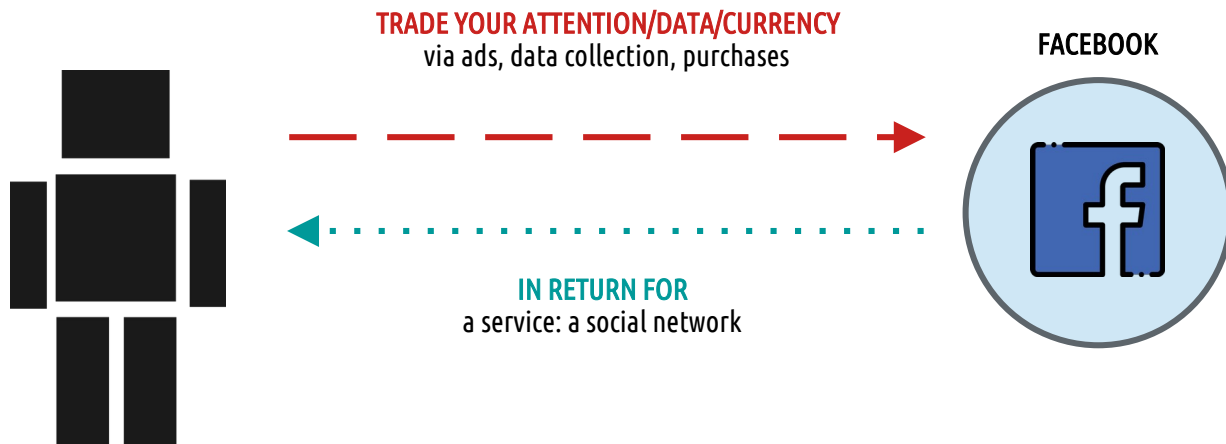 TRADE YOUR ATTENTION/DATA/CURRENCY
via ads, data collection, purchases
FACEBOOK
f
IN RETURN FOR
a service: a social network